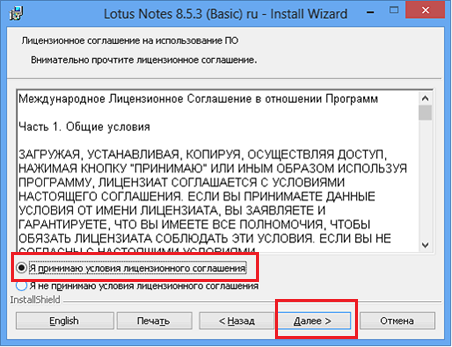 Lotus Notes 8.5.3 (Basic) ru - Install Wizard
Лицензионное соглашение на использование ПО
Внимательно прочтите лицензионное соглашение.
Международное Лицензионное Соглашение в отношении Программ
Часть 1. Общие условия
ЗАГРУЖАЯ, УСТАНАВЛИВАЯ, КОПИРУЯ, ОСУЩЕСТВЛЯЯ ДОСТУП,
НАЖИМАЯ КНОПКУ "ПРИНИМАЮ" ИЛИ ИНЫМ ОБРАЗОМ ИСПОЛЬЗУЯ
ПРОГРАММУ, ЛИЦЕНЗИАТ СОГЛАШАЕТСЯ С УСЛОВИЯМИ
НАСТОЯЩЕГО СОГЛАШЕНИЯ. ЕСЛИ ВЫ ПРИНИМАЕТЕ ДАННЫЕ
УСЛОВИЯ ОТ ИМЕНИ ЛИЦЕНЗИАТА, ВЫ ЗАЯВЛЯЕТЕ И
ГАРАНТИРУЕТЕ, ЧТО ВЫ ИМЕЕТЕ ВСЕ ПОЛНОМОЧИЯ, ЧТОБЫ
ОБЯЗАТЬ ЛИЦЕНЗИАТА СОБЛЮДАТЬ ЭТИ УСЛОВИЯ. ЕСЛИ ВЫ НЕ
СОГЛАСНЫ С НАСТОЯЩИМИ УСЛОВИЯМИ
Я принимаю условия лицензионного соглашения
Я не принимаю условия лицензионного соглашения
InstallShield
English Печать < Назад Далее > Отмена